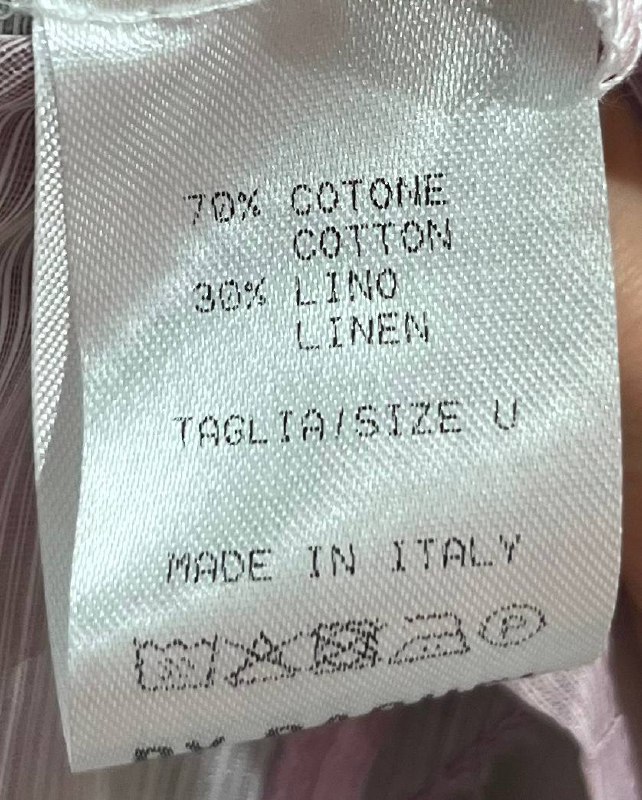 70% COTONE
COTTON
30% LINO
LINEN
TAGLIA/SIZE U
MADE IN ITALY
P